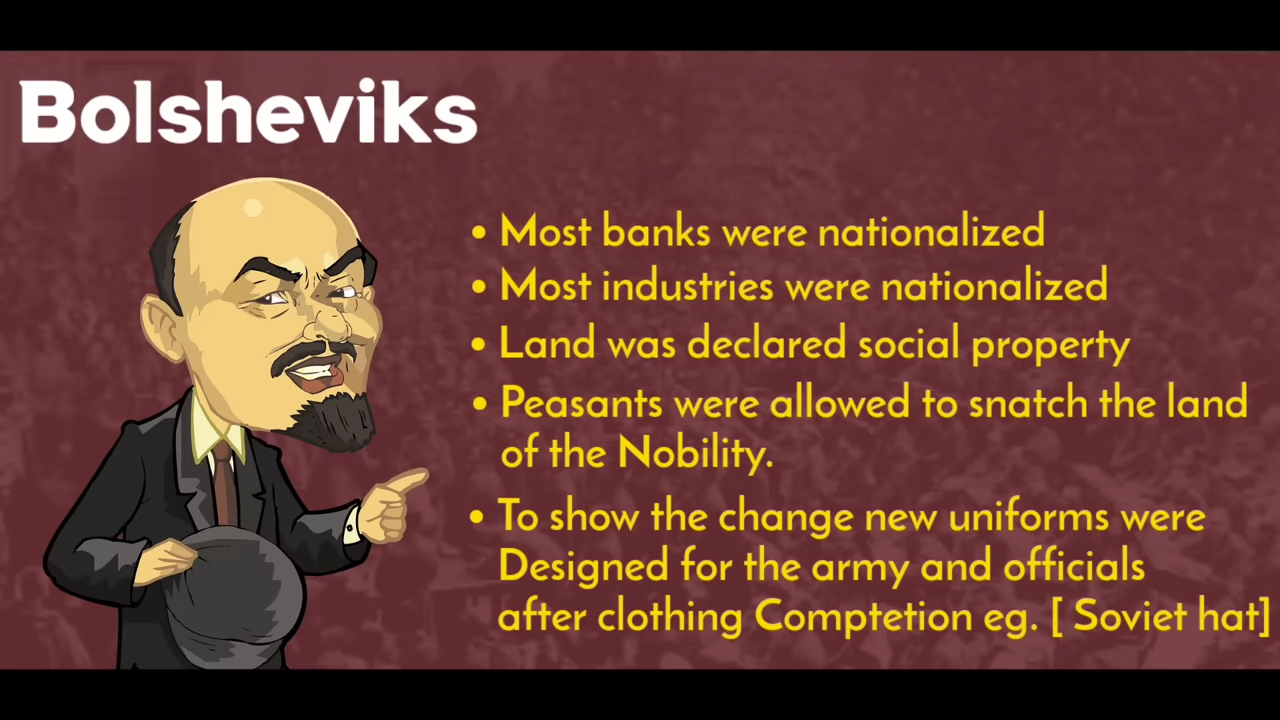 Bolsheviks
• Most banks were nationalized
• Most industries were nationalized
• Land was declared social property
• Peasants were allowed to snatch the land
of the Nobility.
• To show the change new uniforms were
Designed for the army and officials
after clothing Comptetion eg. [ Soviet hat]